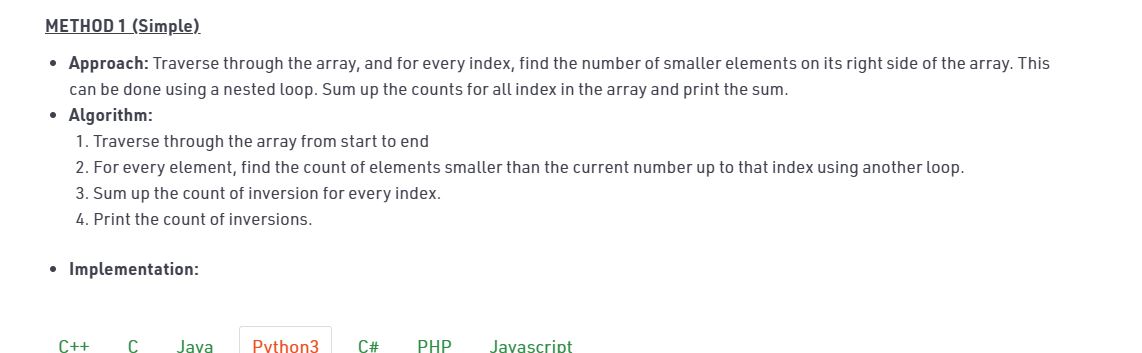 METHOD 1 (Simple)
• Approach: Traverse through the array, and for every index, find the number of smaller elements on its right side of the array. This
can be done using a nested loop. Sum up the counts for all index in the array and print the sum.
• Algorithm:
1. Traverse through the array from start to end
2. For every element, find the count of elements smaller than the current number up to that index using another loop.
3. Sum up the count of inversion for every index.
4. Print the count of inversions.
• Implementation:
C++ C Java Python3 C# PHP Javascript